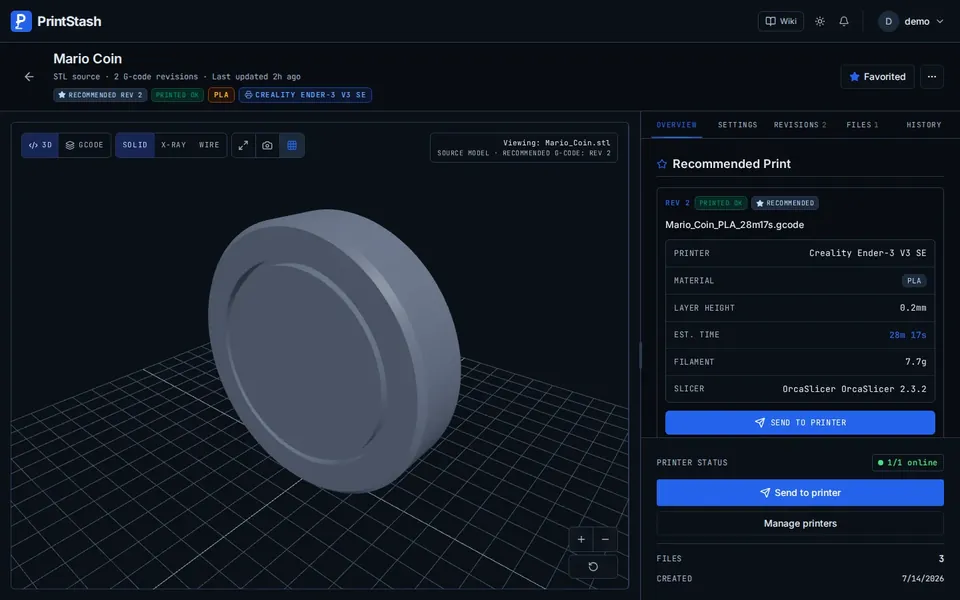 PrintStash
Wiki
D demo
Mario Coin
STL source · 2 G-code revisions · Last updated 2h ago
RECOMMENDED REV 2 PRINTED OK PLA CREALITY ENDER-3 V3 SE
Favorited
3D GCODE SOLID X-RAY WIRE
Viewing: Mario_Coin.stl
SOURCE MODEL · RECOMMENDED G-CODE: REV 2
OVERVIEW SETTINGS REVISIONS 2 FILES 1 HISTORY
Recommended Print
REV 2 PRINTED OK RECOMMENDED
Mario_Coin_PLA_28m17s.gcode
PRINTER Creality Ender-3 V3 SE
MATERIAL PLA
LAYER HEIGHT 0.2mm
EST. TIME 28m 17s
FILAMENT 7.7g
SLICER OrcaSlicer OrcaSlicer 2.3.2
SEND TO PRINTER
PRINTER STATUS 1/1 online
Send to printer
Manage printers
FILES 3
CREATED 7/14/2026